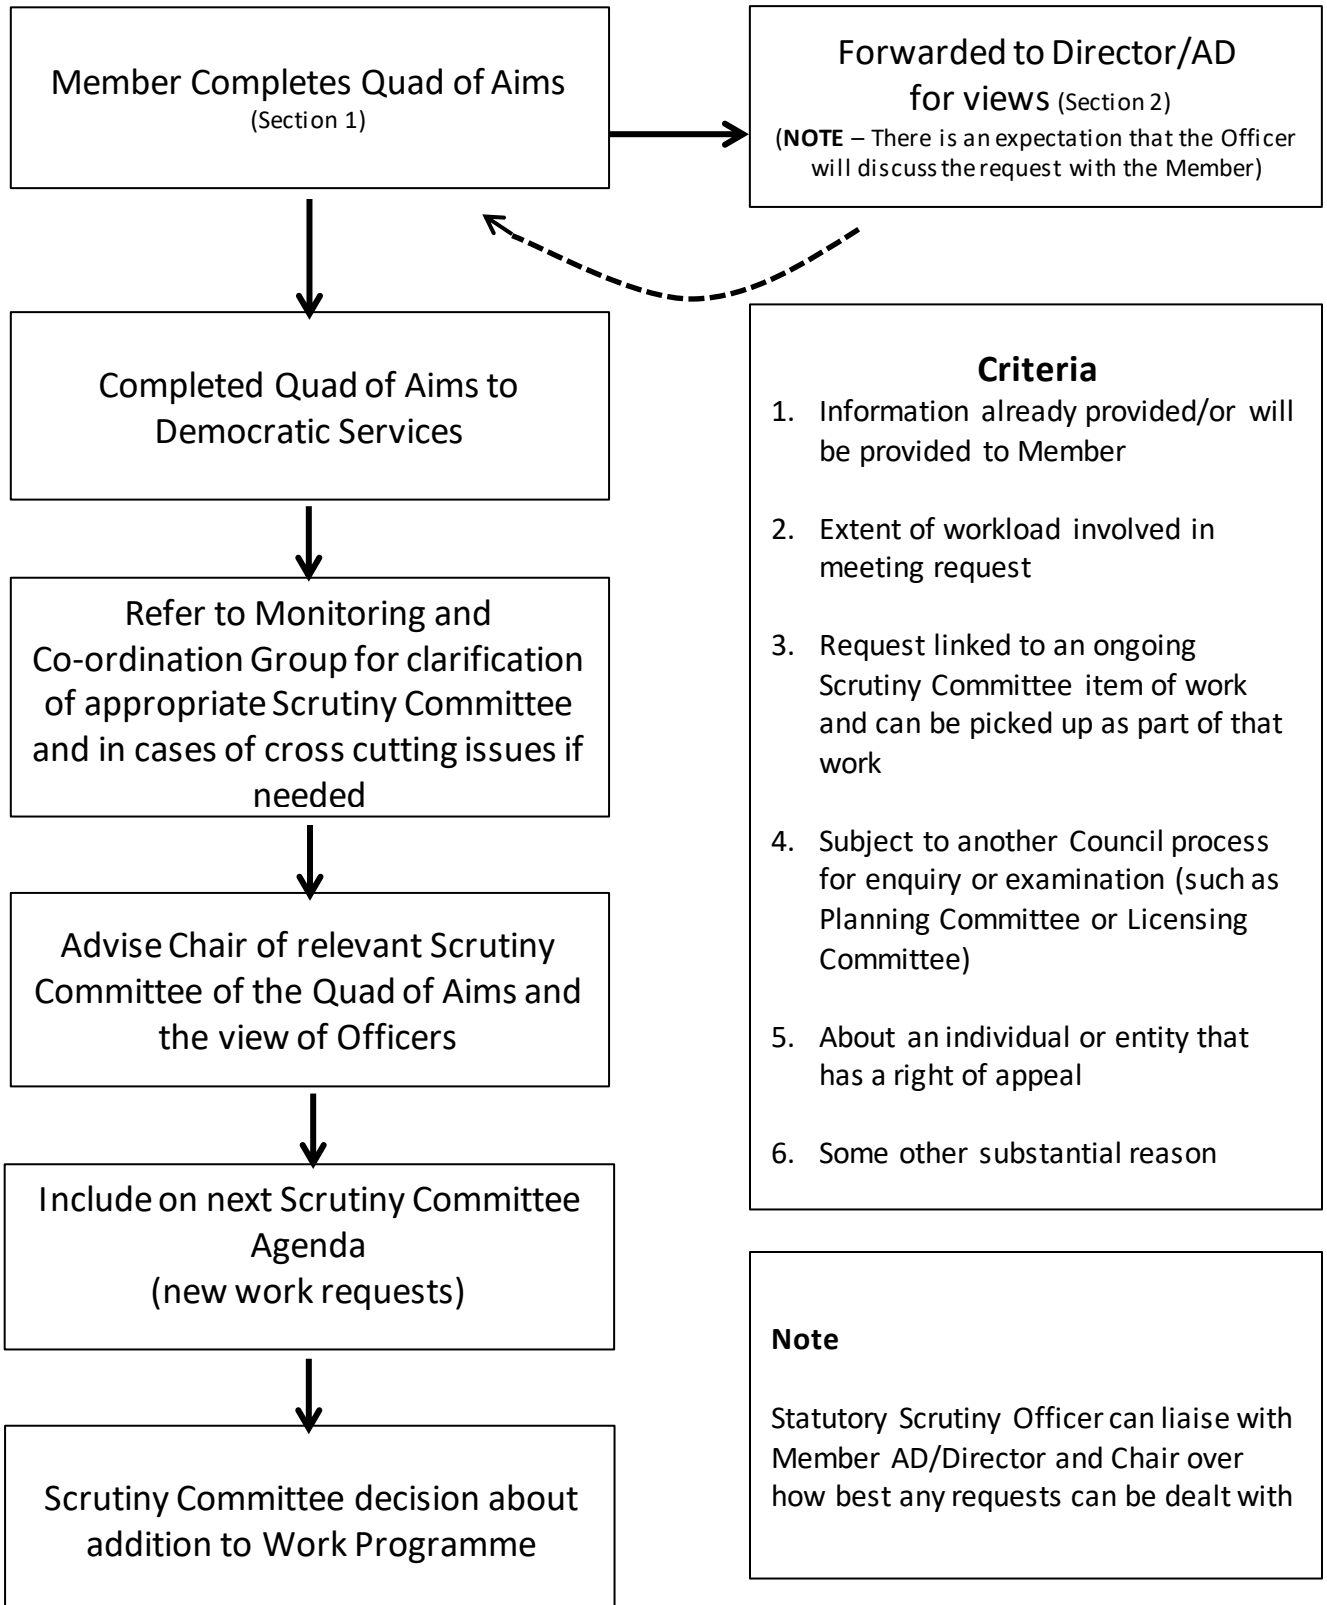 Member Completes Quad of Aims
(Section 1)
Forwarded to Director/AD
for views (Section 2)
(NOTE – There is an expectation that the Officer
will discuss the request with the Member)
Completed Quad of Aims to
Democratic Services
Refer to Monitoring and
Co-ordination Group for clarification
of appropriate Scrutiny Committee
and in cases of cross cutting issues if
needed
Advise Chair of relevant Scrutiny
Committee of the Quad of Aims and
the view of Officers
Include on next Scrutiny Committee
Agenda
(new work requests)
Scrutiny Committee decision about
addition to Work Programme
Criteria
1. Information already provided/or will
be provided to Member
2. Extent of workload involved in
meeting request
3. Request linked to an ongoing
Scrutiny Committee item of work
and can be picked up as part of that
work
4. Subject to another Council process
for enquiry or examination (such as
Planning Committee or Licensing
Committee)
5. About an individual or entity that
has a right of appeal
6. Some other substantial reason
Note
Statutory Scrutiny Officer can liaise with
Member AD/Director and Chair over
how best any requests can be dealt with